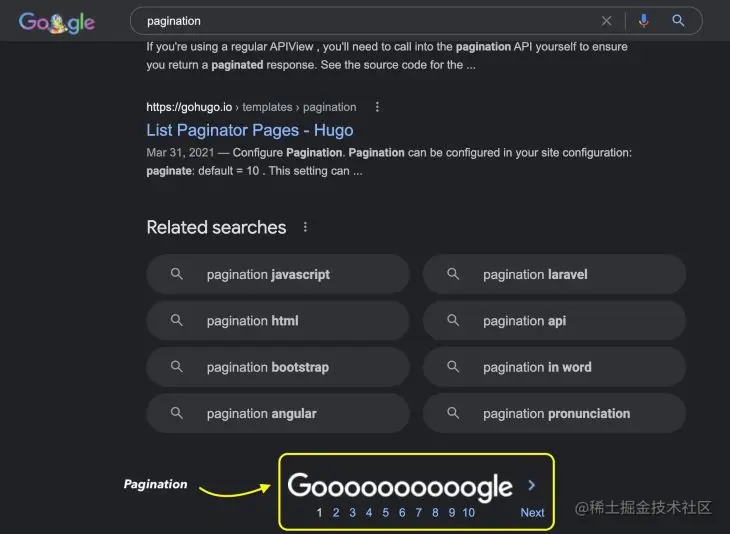 Google
pagination
If you're using a regular APIView , you'll need to call into the pagination API yourself to ensure
you return a paginated response. See the source code for the ...
https://gohugo.io › templates › pagination
List Paginator Pages - Hugo
Mar 31, 2021 — Configure Pagination. Pagination can be configured in your site configuration:
paginate: default = 10 . This setting can ...
Related searches
pagination javascript
pagination laravel
pagination html
pagination api
pagination bootstrap
pagination in word
pagination angular
pagination pronunciation
Pagination
Goooooooooogle >
1 2 3 4 5 6 7 8 9 10 Next
@稀土掘金技术社区